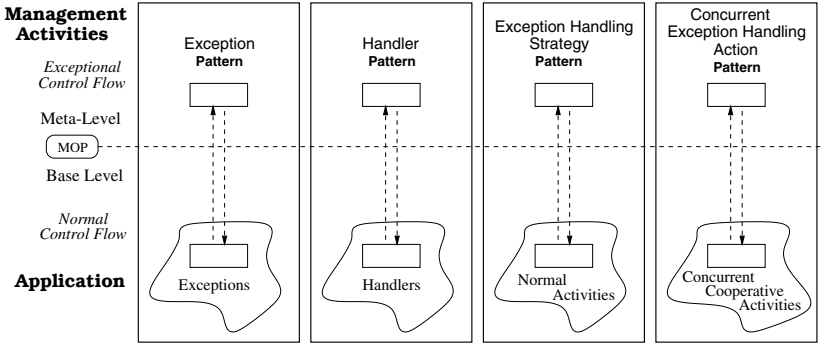 Management
Activities
Exceptional
Control Flow
Meta-Level
MOP
Base Level
Normal
Control Flow
Application
Exception
Pattern
Exceptions
Handler
Pattern
Handlers
Exception Handling
Strategy
Pattern
Normal
Activities
Concurrent
Exception Handling
Action
Pattern
Concurrent
Cooperative
Activities